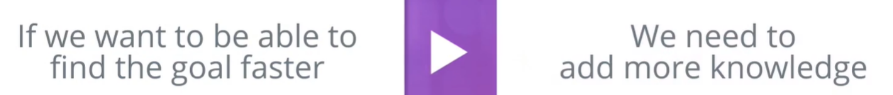 If we want to be able to
find the goal faster
We need to
add more knowledge